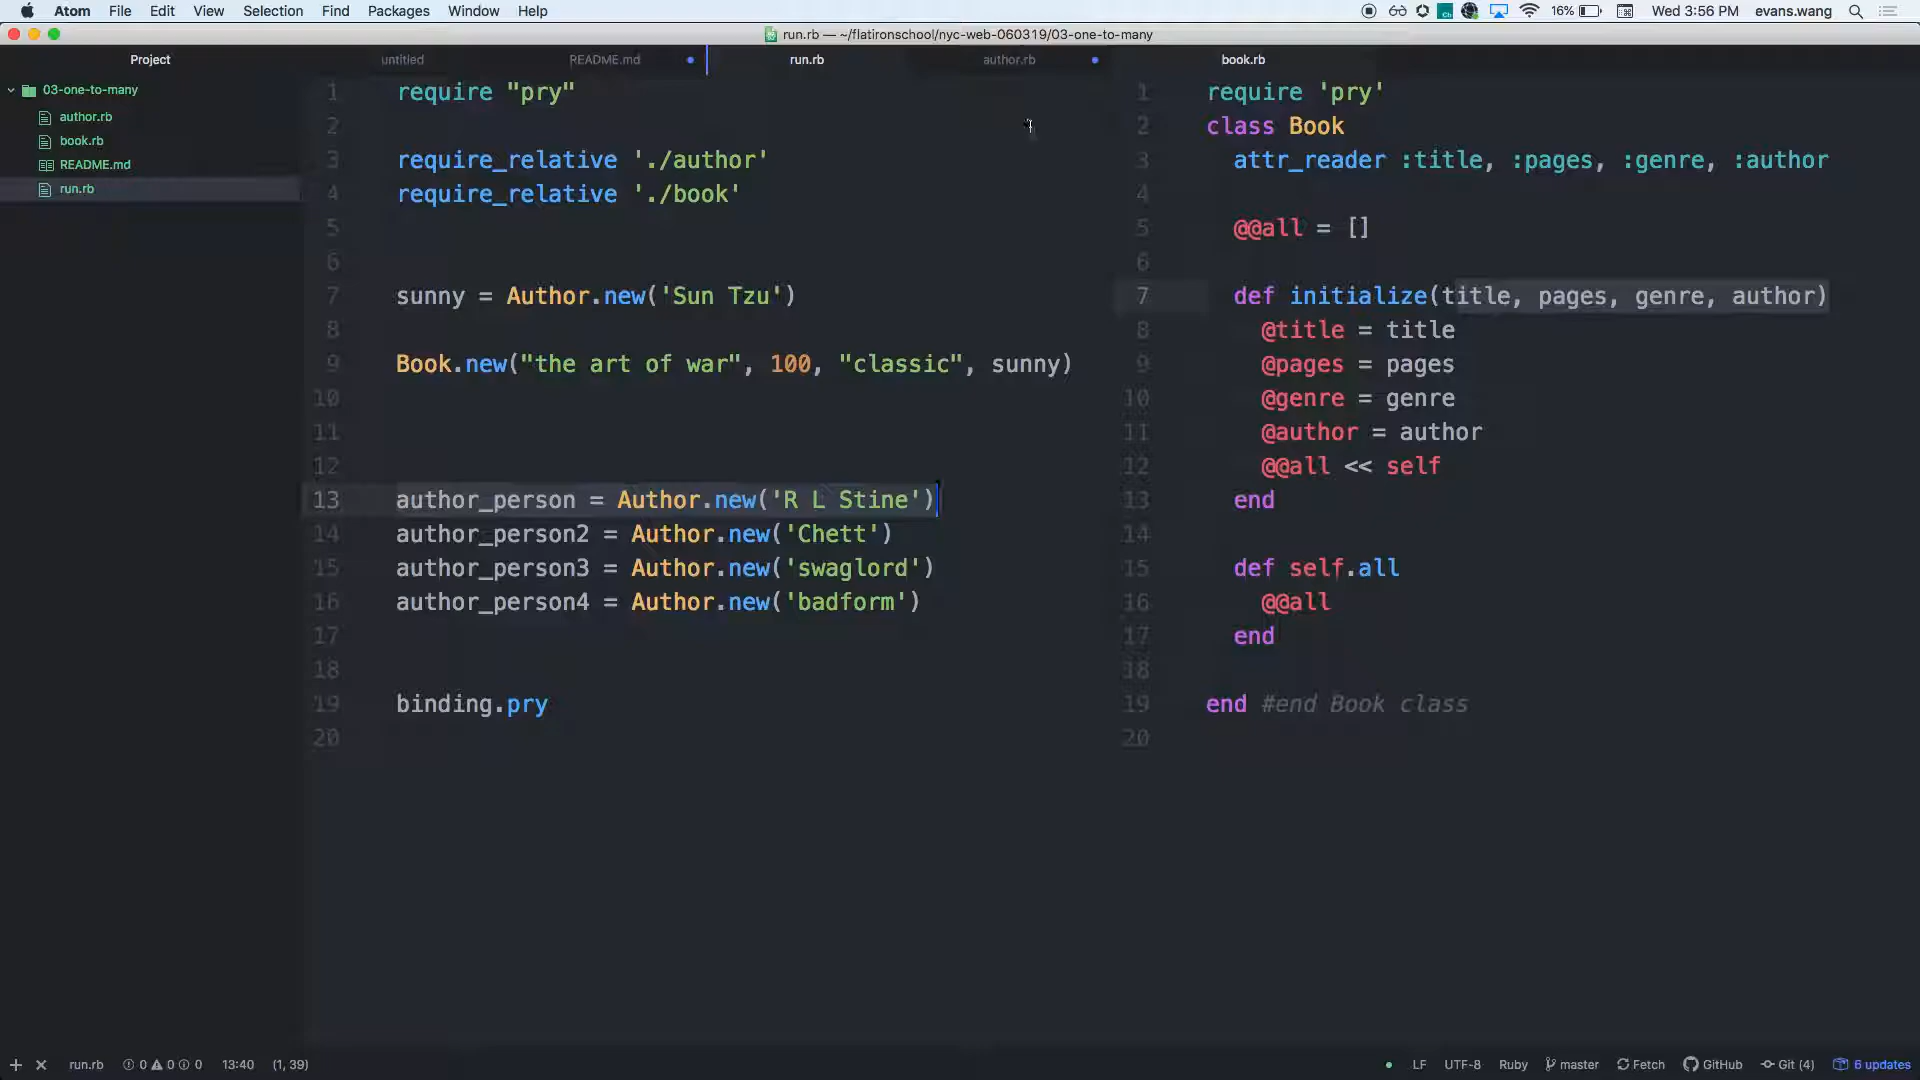 Atom File Edit View Selection Find Packages Window Help 16% Wed 3:56 PM evans.wang
run.rb — ~/flatironschool/nyc-web-060319/03-one-to-many
Project
03-one-to-many
author.rb
book.rb
README.md
run.rb
untitled README.md run.rb author.rb
1 require "pry"
2
3 require_relative './author'
4 require_relative './book'
5
6
7 sunny = Author.new('Sun Tzu')
8
9 Book.new("the art of war", 100, "classic", sunny)
10
11
12
13 author_person = Author.new('R L Stine')
14 author_person2 = Author.new('Chett')
15 author_person3 = Author.new('swaglord')
16 author_person4 = Author.new('badform')
17
18
19 binding.pry
20
book.rb
1 require 'pry'
2 class Book
3 attr_reader :title, :pages, :genre, :author
4
5 @@all = []
6
7 def initialize(title, pages, genre, author)
8 @title = title
9 @pages = pages
10 @genre = genre
11 @author = author
12 @@all << self
13 end
14
15 def self.all
16 @@all
17 end
18
19 end #end Book class
20
run.rb 0 0 0 13:40 (1, 39) LF UTF-8 Ruby master Fetch GitHub Git (4) 6 updates